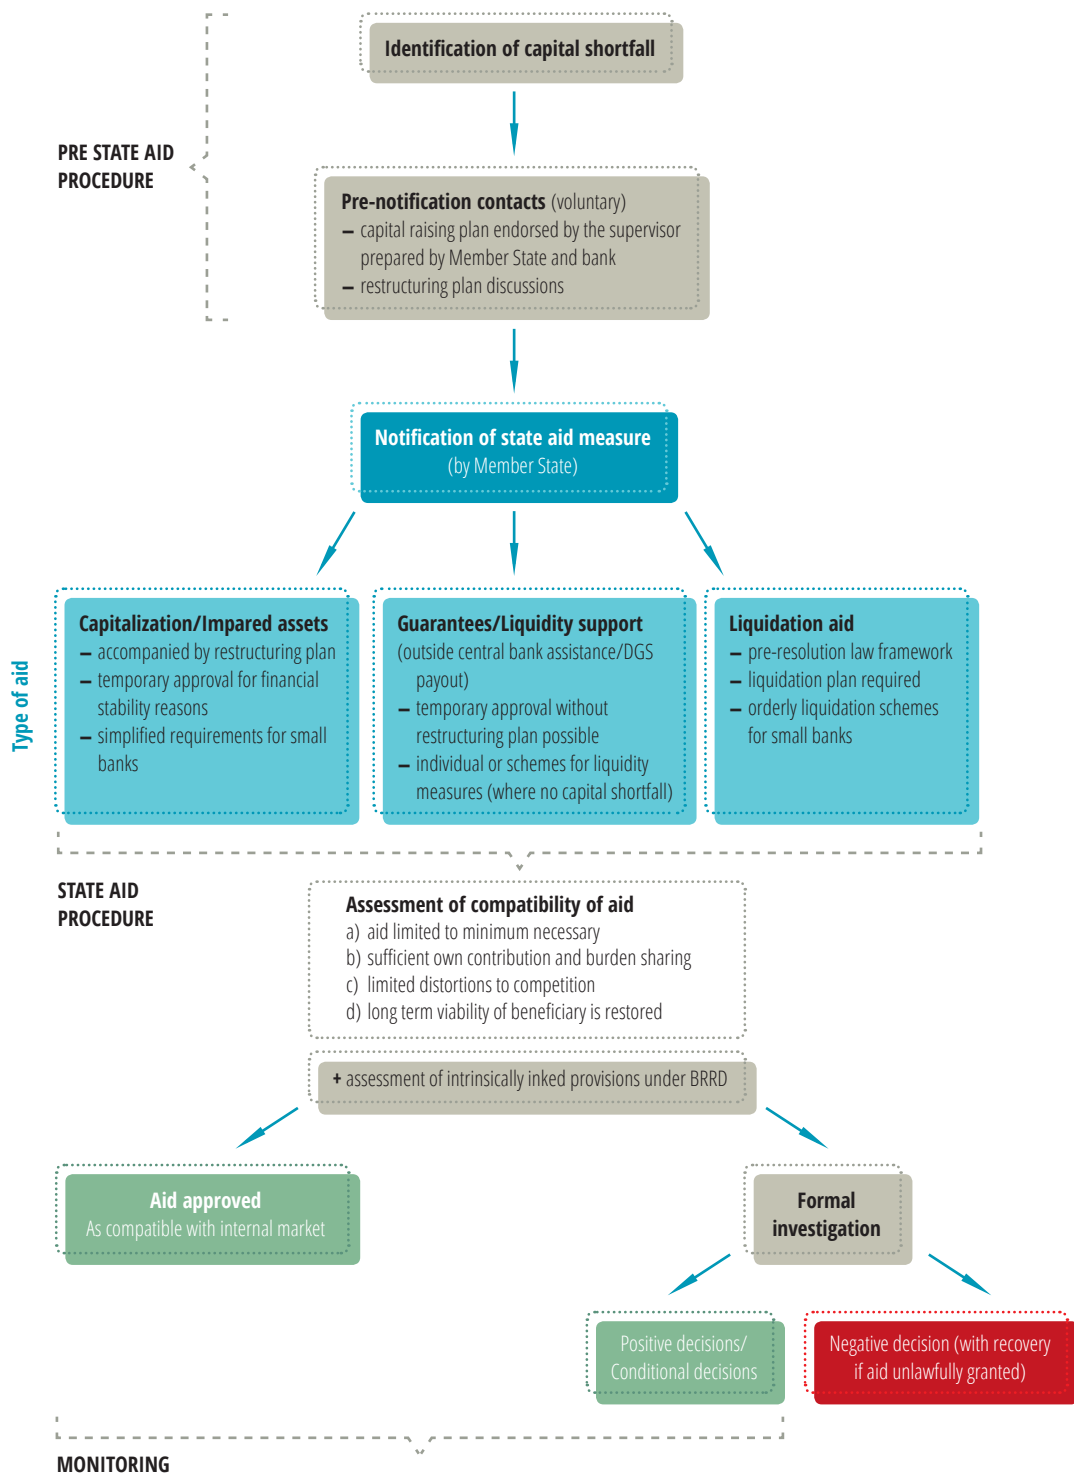 Identification of capital shortfall
PRE STATE AID
PROCEDURE
Pre-notification contacts (voluntary)
– capital raising plan endorsed by the supervisor
prepared by Member State and bank
– restructuring plan discussions
Notification of state aid measure
(by Member State)
Type of aid
Capitalization/Impared assets
– accompanied by restructuring plan
– temporary approval for financial
stability reasons
– simplified requirements for small
banks
Guarantees/Liquidity support
(outside central bank assistance/DGS
payout)
– temporary approval without
restructuring plan possible
– individual or schemes for liquidity
measures (where no capital shortfall)
Liquidation aid
– pre-resolution law framework
– liquidation plan required
– orderly liquidation schemes
for small banks
STATE AID
PROCEDURE
Assessment of compatibility of aid
a) aid limited to minimum necessary
b) sufficient own contribution and burden sharing
c) limited distortions to competition
d) long term viability of beneficiary is restored
+ assessment of intrinsically inked provisions under BRRD
Aid approved
As compatible with internal market
Formal
investigation
Positive decisions/
Conditional decisions
Negative decision (with recovery
if aid unlawfully granted)
MONITORING